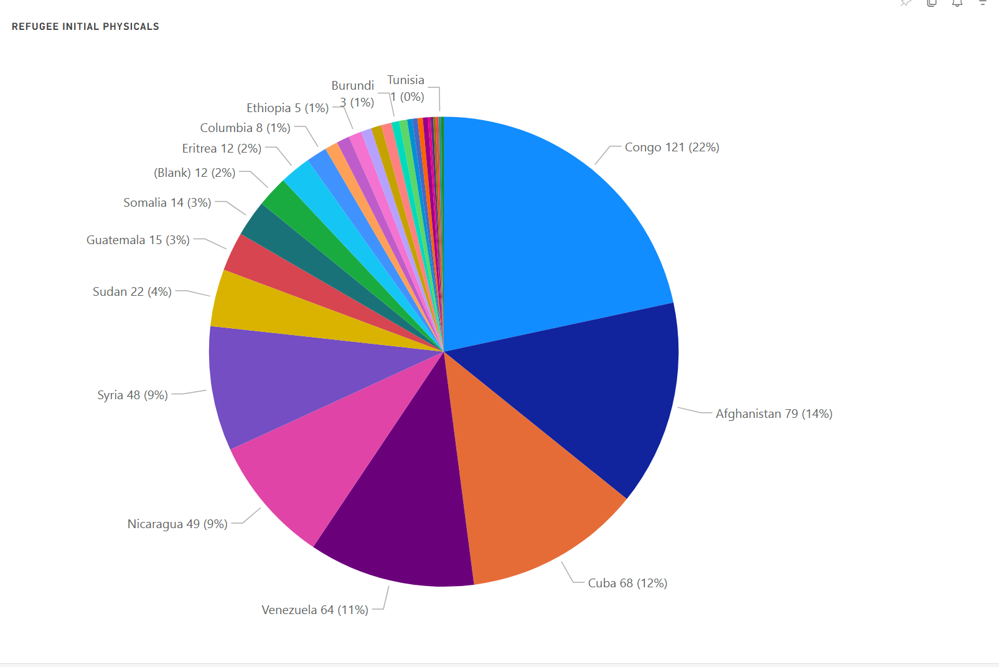 REFUGEE INITIAL PHYSICALS
Tunisia
1 (0%)
Burundi
3 (1%)
Ethiopia 5 (1%)
Columbia 8 (1%)
Eritrea 12 (2%)
(Blank) 12 (2%)
Somalia 14 (3%)
Guatemala 15 (3%)
Sudan 22 (4%)
Syria 48 (9%)
Nicaragua 49 (9%)
Venezuela 64 (11%)
Cuba 68 (12%)
Afghanistan 79 (14%)
Congo 121 (22%)